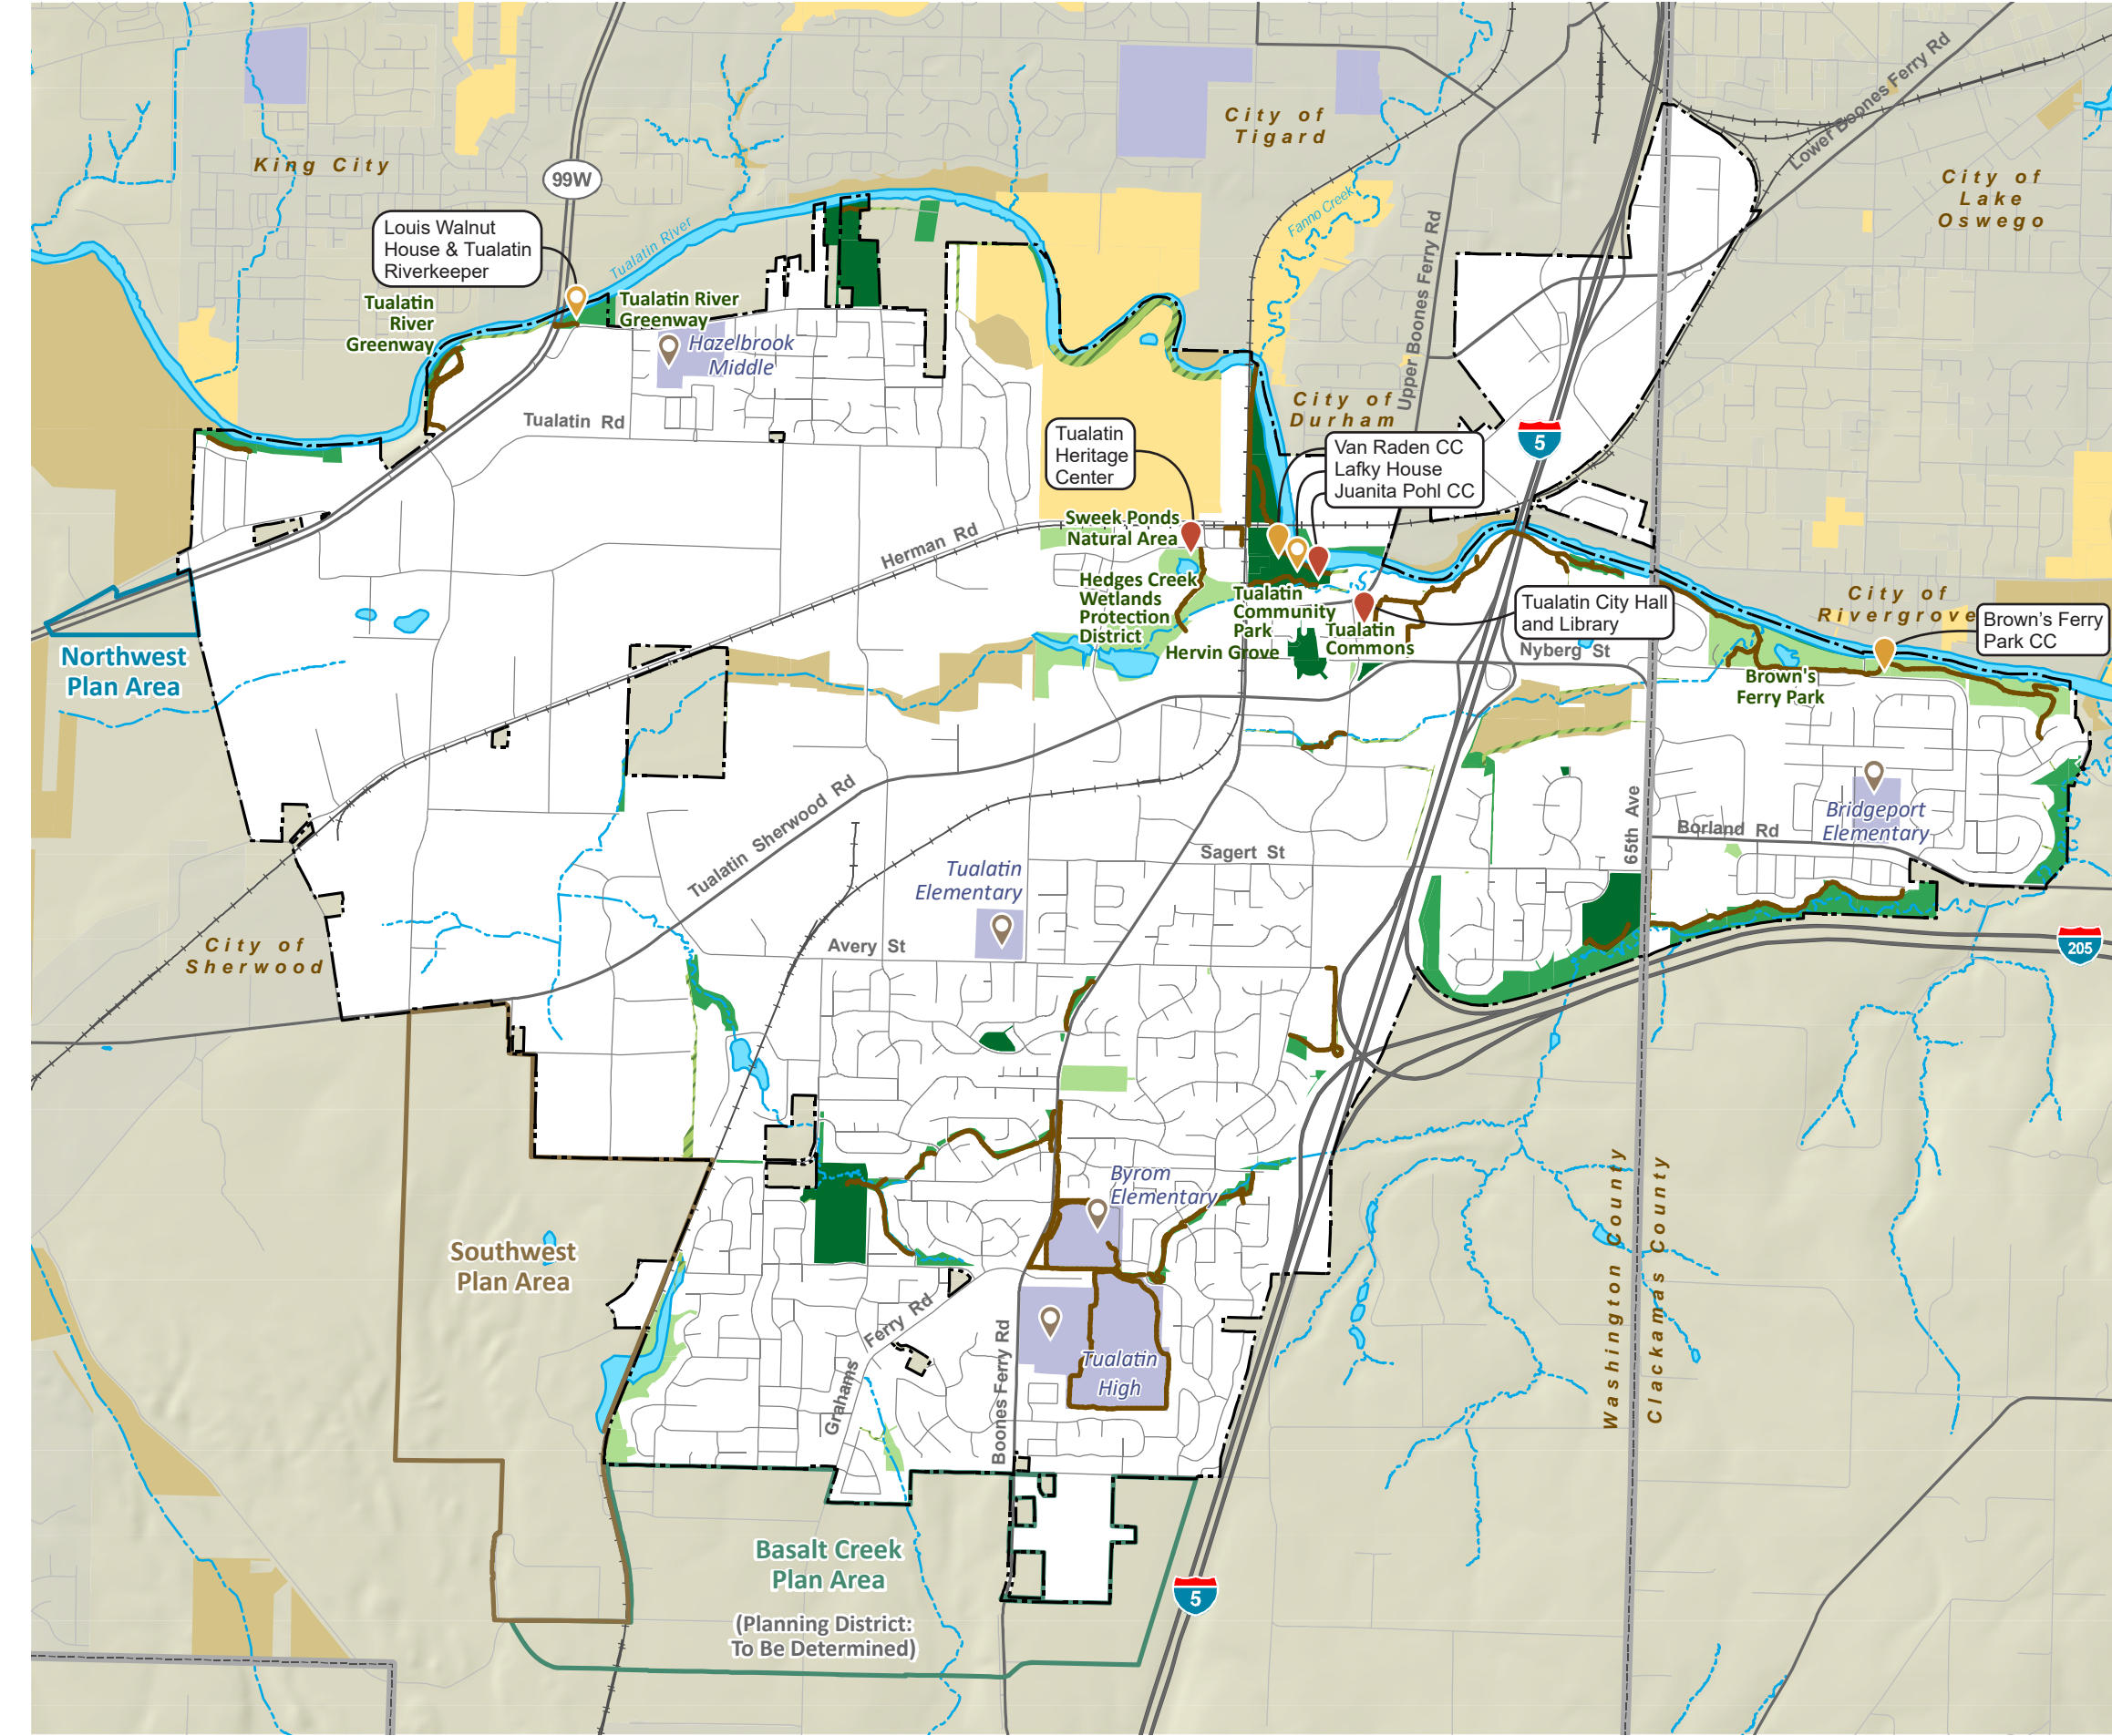 King City
99W
City of
Tigard
Lower Boones Ferry Rd
City of
Lake
Oswego
Louis Walnut
House & Tualatin
Riverkeeper
Tualatin River
Fanno Creek
Upper Boones Ferry Rd
Tualatin
River
Greenway
Tualatin River
Greenway
Hazelbrook
Middle
Tualatin Rd
City of
Durham
Tualatin
Heritage
Center
Van Raden CC
Lafky House
Juanita Pohl CC
5
Herman Rd
Sweek Ponds
Natural Area
Hedges Creek
Wetlands
Protection
District
Tualatin
Community
Park
Hervin Grove
Tualatin
Commons
Tualatin City Hall
and Library
Nyberg St
City of
Rivergrove
Brown's Ferry
Park CC
Brown's
Ferry Park
Northwest
Plan Area
Tualatin Sherwood Rd
65th Ave
Bridgeport
Elementary
Borland Rd
Sagert St
Tualatin
Elementary
Avery St
City of
Sherwood
205
Byrom
Elementary
Washington County
Clackamas County
Southwest
Plan Area
Grahams Ferry Rd
Boones Ferry Rd
Tualatin
High
Basalt Creek
Plan Area
(Planning District:
To Be Determined)
5